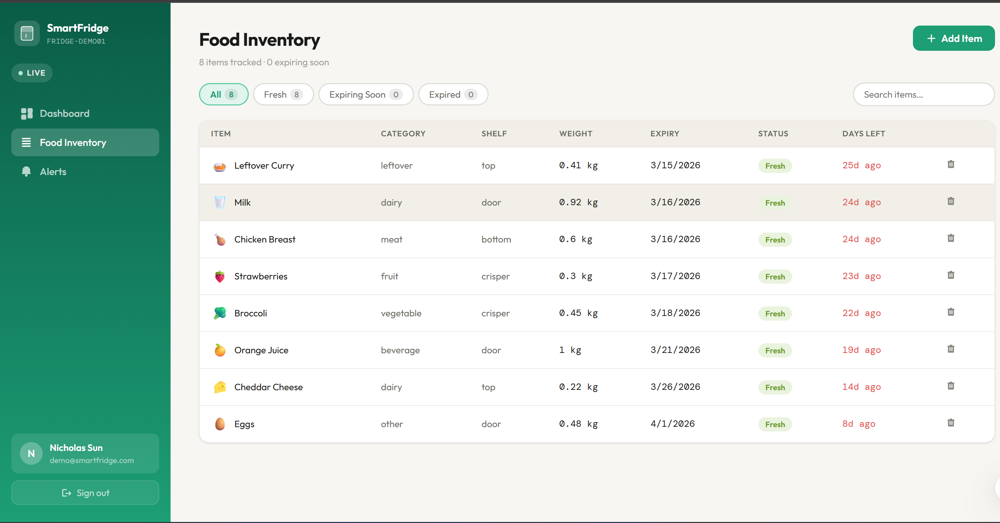 SmartFridge
FRIDGE-DEMO01
LIVE
Dashboard
Food Inventory
Alerts
Nicholas Sun
N
demo@smartfridge.com
Sign out
Food Inventory
+ Add Item
8 items tracked · 0 expiring soon
All 8 Fresh 8 Expiring Soon 0 Expired 0 Search items...
ITEM CATEGORY SHELF WEIGHT EXPIRY STATUS DAYS LEFT
Leftover Curry leftover top 0.41 kg 3/15/2026 Fresh 25d ago
Milk dairy door 0.92 kg 3/16/2026 Fresh 24d ago
Chicken Breast meat bottom 0.6 kg 3/16/2026 Fresh 24d ago
Strawberries fruit crisper 0.3 kg 3/17/2026 Fresh 23d ago
Broccoli vegetable crisper 0.45 kg 3/18/2026 Fresh 22d ago
Orange Juice beverage door 1 kg 3/21/2026 Fresh 19d ago
Cheddar Cheese dairy top 0.22 kg 3/26/2026 Fresh 14d ago
Eggs other door 0.48 kg 4/1/2026 Fresh 8d ago